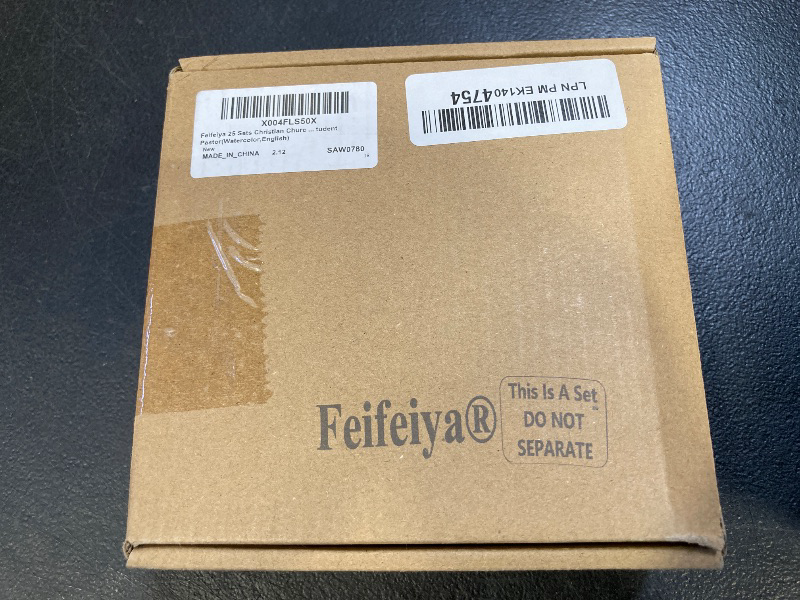 X004FLS50X
Feifeiya 25 Sets Christian Churc ... tudent
Pastor(Watercolor,English)
New
MADE_IN_CHINA 2.12 SAW0780
LPN PM EK1404754
Feifeiya®
This Is A Set
DO NOT
SEPARATE